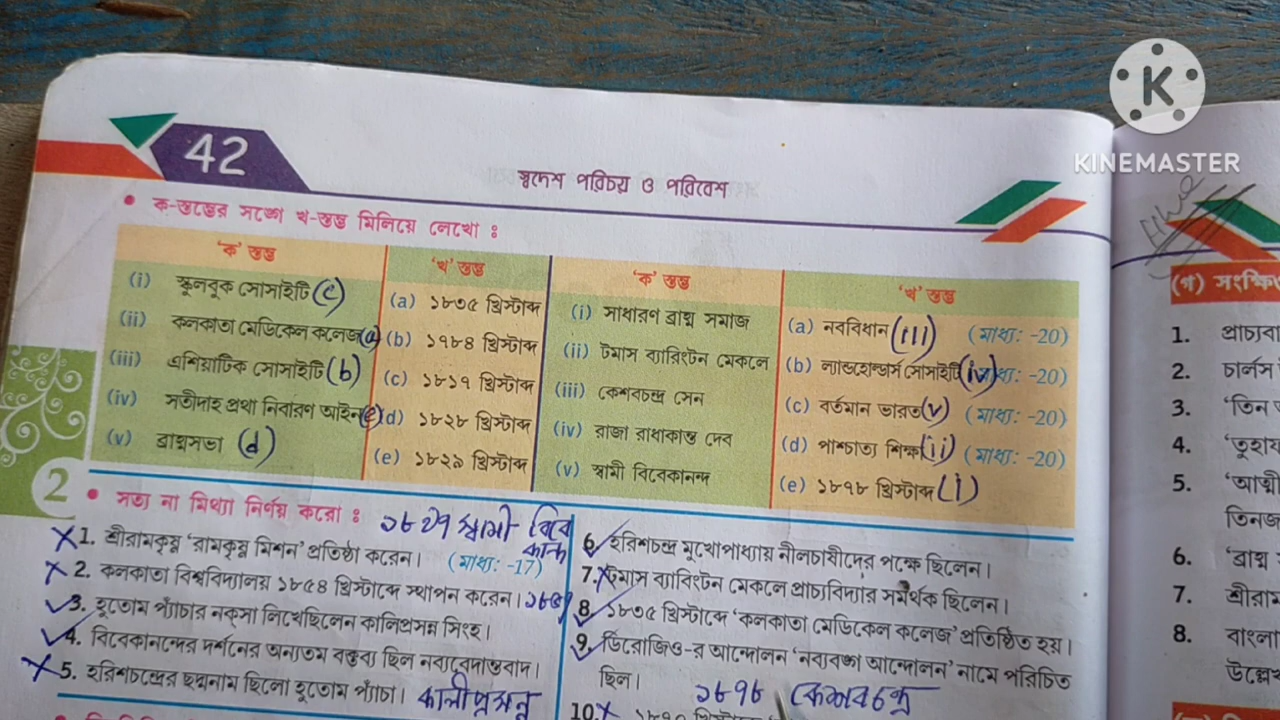 42
স্বদেশ পরিচয় ও পরিবেশ
KINEMASTER
• ক-স্তম্ভের সঙ্গে খ-স্তম্ভ মিলিয়ে লেখো :
'ক' স্তম্ভ
(i) স্কুলবুক সোসাইটি (c)
(ii) কলকাতা মেডিকেল কলেজ (a)
(iii) এশিয়াটিক সোসাইটি (b)
(iv) সতীদাহ প্রথা নিবারণ আইন (e)
(v) ব্রাহ্মসভা (d)
'খ' স্তম্ভ
(a) ১৮৩৫ খ্রিস্টাব্দ
(b) ১৭৮৪ খ্রিস্টাব্দ
(c) ১৮১৭ খ্রিস্টাব্দ
(d) ১৮২৮ খ্রিস্টাব্দ
(e) ১৮২৯ খ্রিস্টাব্দ
'ক' স্তম্ভ
(i) সাধারণ ব্রাহ্ম সমাজ
(ii) টমাস ব্যারিংটন মেকলে
(iii) কেশবচন্দ্র সেন
(iv) রাজা রাধাকান্ত দেব
(v) স্বামী বিবেকানন্দ
'খ' স্তম্ভ
(a) নববিধান (iii) (মাধ্য: -20)
(b) ল্যান্ডহোল্ডার্স সোসাইটি (iv) (মাধ্য: -20)
(c) বর্তমান ভারত (v) (মাধ্য: -20)
(d) পাশ্চাত্য শিক্ষা (ii) (মাধ্য: -20)
(e) ১৮৭৮ খ্রিস্টাব্দ (i)
2
• সত্য না মিথ্যা নির্ণয় করো : ১৮৯৭ স্বামী বিবেকানন্দ
1. শ্রীরামকৃষ্ণ 'রামকৃষ্ণ মিশন' প্রতিষ্ঠা করেন। (মাধ্য: -17)
2. কলকাতা বিশ্ববিদ্যালয় ১৮৫৪ খ্রিস্টাব্দে স্থাপন করেন। ১৮৫৭
3. হুতোম প্যাঁচার নক্সা লিখেছিলেন কালিপ্রসন্ন সিংহ।
4. বিবেকানন্দের দর্শনের অন্যতম বক্তব্য ছিল নব্যবেদান্তবাদ।
5. হরিশচন্দ্রের ছদ্মনাম ছিলো হুতোম প্যাঁচা। কালীপ্রসন্ন
6. হরিশচন্দ্র মুখোপাধ্যায় নীলচাষীদের পক্ষে ছিলেন।
7. টমাস ব্যাবিংটন মেকলে প্রাচ্যবিদ্যার সমর্থক ছিলেন।
8. ১৮৩৫ খ্রিস্টাব্দে 'কলকাতা মেডিকেল কলেজ' প্রতিষ্ঠিত হয়।
9. ডিরোজিও-র আন্দোলন 'নব্যবঙ্গ আন্দোলন' নামে পরিচিত
ছিল। ১৮৭৮ কেশবচন্দ্র
10.
(গ) সংক্ষিপ্ত
1. প্রাচ্যবা
2. চার্লস
3. 'তিন
4. 'তুহায
5. 'আত্মী
তিনজ
6. 'ব্রাহ্ম
7. শ্রীরাম
8. বাংলা
উল্লেখ